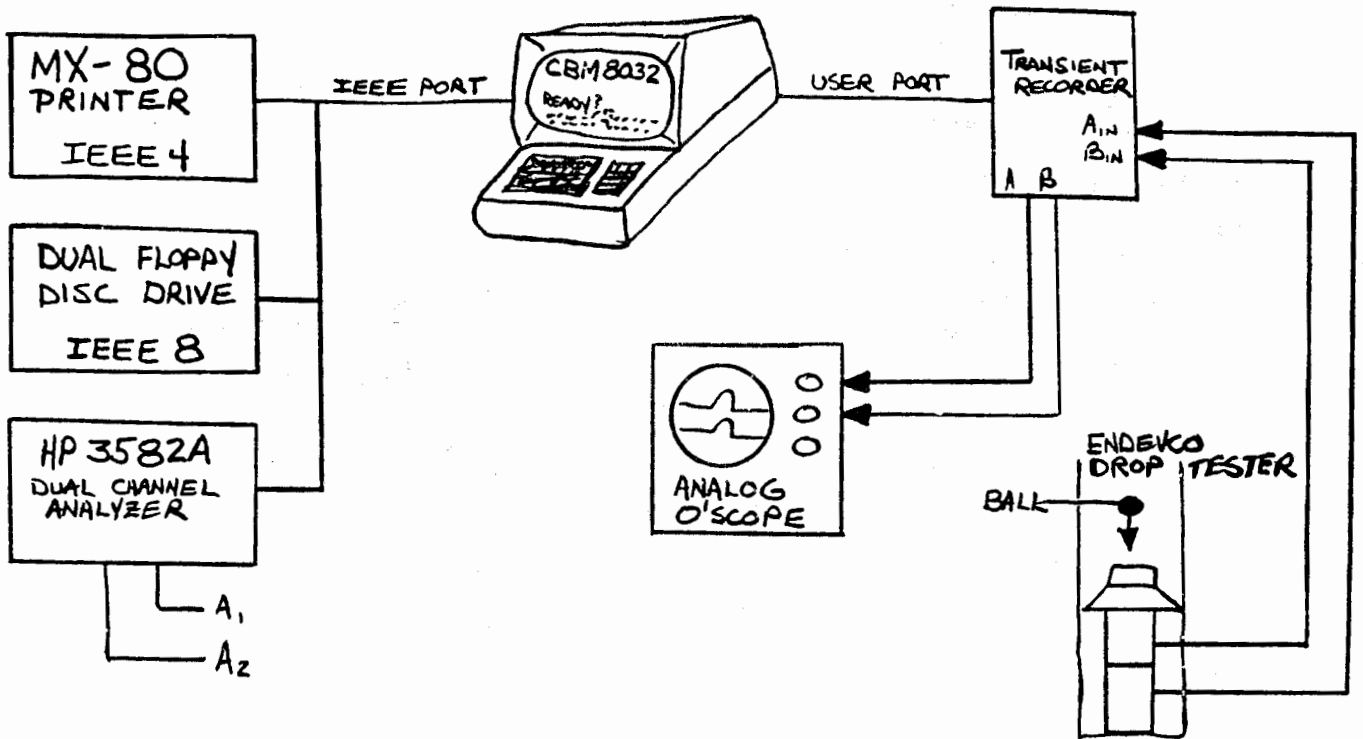 MX-80
PRINTER
IEEE 4
IEEE PORT
CBM 8032
READY?
USER PORT
TRANSIENT
RECORDER
AIN
BIN
A B
DUAL FLOPPY
DISC DRIVE
IEEE 8
HP 3582A
DUAL CHANNEL
ANALYZER
A1
A2
ANALOG
O'SCOPE
ENDEVCO
DROP TESTER
BALL